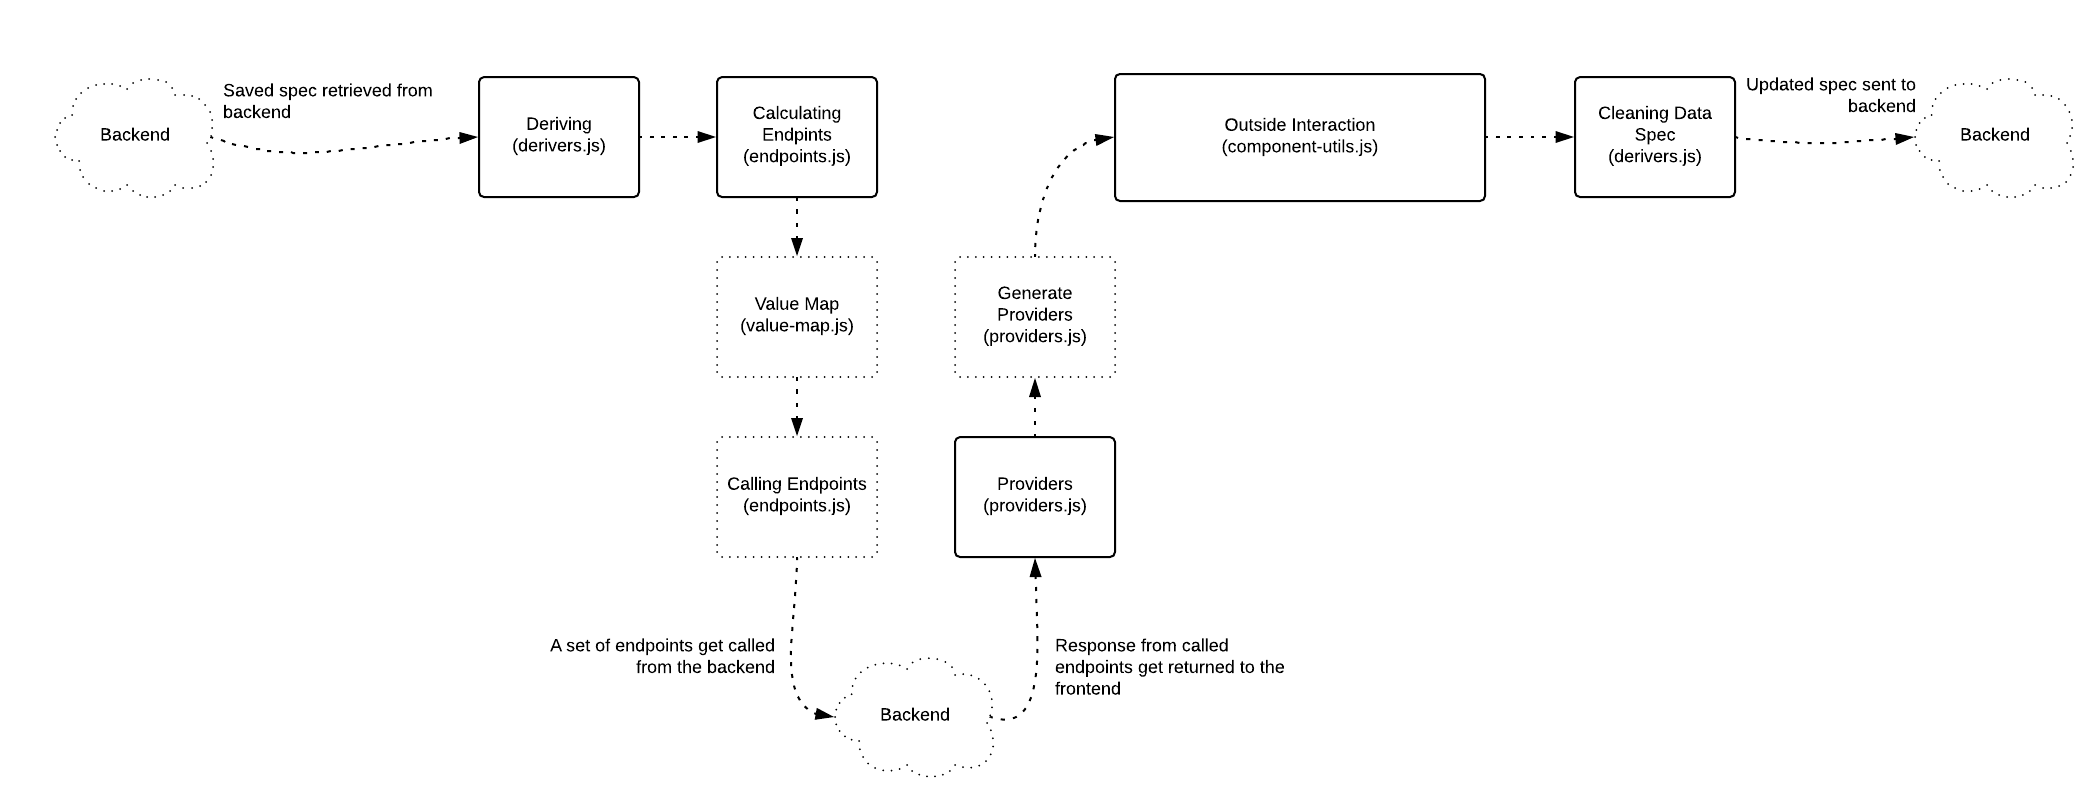 Backend
Saved spec retrieved from
backend
Deriving
(derivers.js)
Calculating
Endpints
(endpoints.js)
Value Map
(value-map.js)
Calling Endpoints
(endpoints.js)
A set of endpoints get called
from the backend
Backend
Response from called
endpoints get returned to the
frontend
Providers
(providers.js)
Generate
Providers
(providers.js)
Outside Interaction
(component-utils.js)
Cleaning Data
Spec
(derivers.js)
Updated spec sent to
backend
Backend